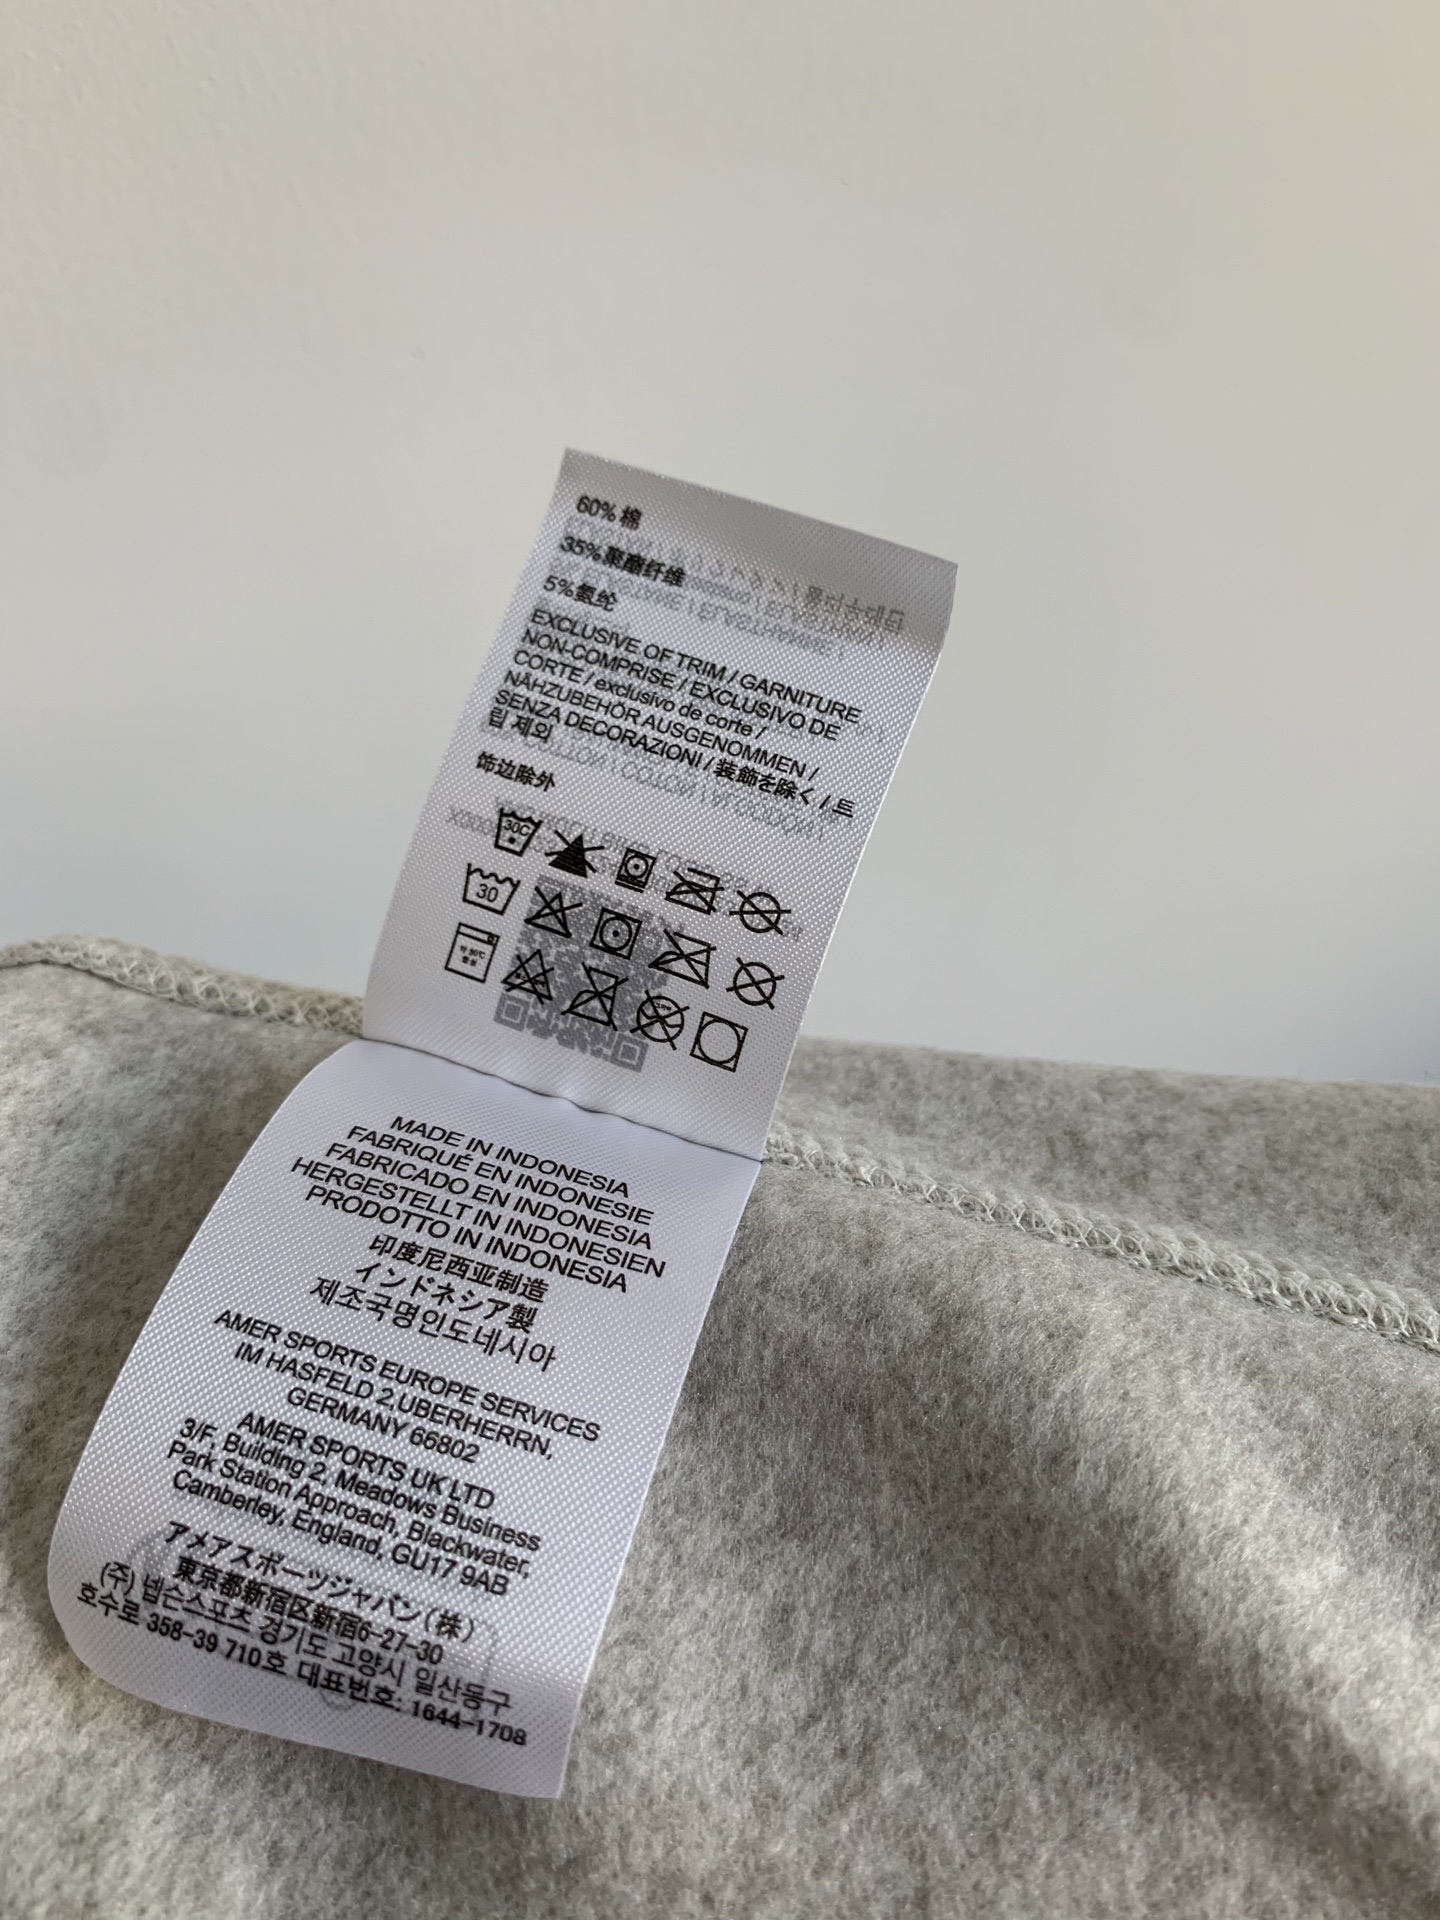 60% 棉
35%聚酯纤维
5%氨纶
EXCLUSIVE OF TRIM / GARNITURE
NON-COMPRISE / EXCLUSIVO DE
CORTE / exclusivo de corte /
NÄHZUBEHÖR AUSGENOMMEN /
SENZA DECORAZIONI / 装飾を除く / 트
림 제외
饰边除外
30C
30
MADE IN INDONESIA
FABRIQUÉ EN INDONESIE
FABRICADO EN INDONESIA
HERGESTELLT IN INDONESIEN
PRODOTTO IN INDONESIA
印度尼西亚制造
インドネシア製
제조국명인도네시아
AMER SPORTS EUROPE SERVICES
IM HASFELD 2,UBERHERRN,
GERMANY 66802
AMER SPORTS UK LTD
3/F, Building 2, Meadows Business
Park Station Approach, Blackwater,
Camberley, England, GU17 9AB
アメアスポーツジャパン（株）
東京都新宿区新宿6-27-30
(주) 넵슨스포츠 경기도 고양시 일산동구
호수로 358-39 710호 대표번호: 1644-1708